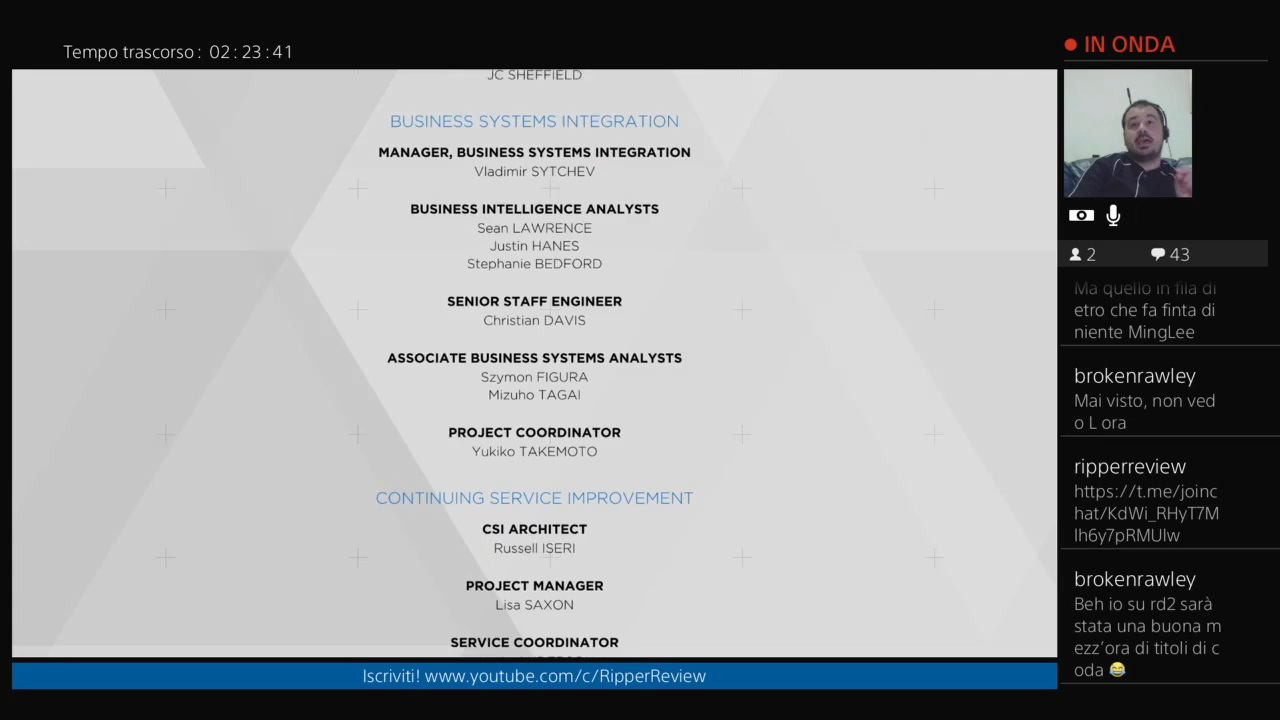 Tempo trascorso: 02:23:41
IN ONDA
JC SHEFFIELD
BUSINESS SYSTEMS INTEGRATION
MANAGER, BUSINESS SYSTEMS INTEGRATION
Vladimir SYTCHEV
BUSINESS INTELLIGENCE ANALYSTS
Sean LAWRENCE
Justin HANES
Stephanie BEDFORD
SENIOR STAFF ENGINEER
Christian DAVIS
ASSOCIATE BUSINESS SYSTEMS ANALYSTS
Szymon FIGURA
Mizuho TAGAI
PROJECT COORDINATOR
Yukiko TAKEMOTO
CONTINUING SERVICE IMPROVEMENT
CSI ARCHITECT
Russell ISERI
PROJECT MANAGER
Lisa SAXON
SERVICE COORDINATOR
Iscriviti! www.youtube.com/c/RipperReview
2 43
Ma quello in fila di
etro che fa finta di
niente MingLee
brokenrawley
Mai visto, non ved
o L ora
ripperreview
https://t.me/joinc
hat/KdWi_RHyT7M
lh6y7pRMUlw
brokenrawley
Beh io su rd2 sarà
stata una buona m
ezz’ora di titoli di c
oda 😂